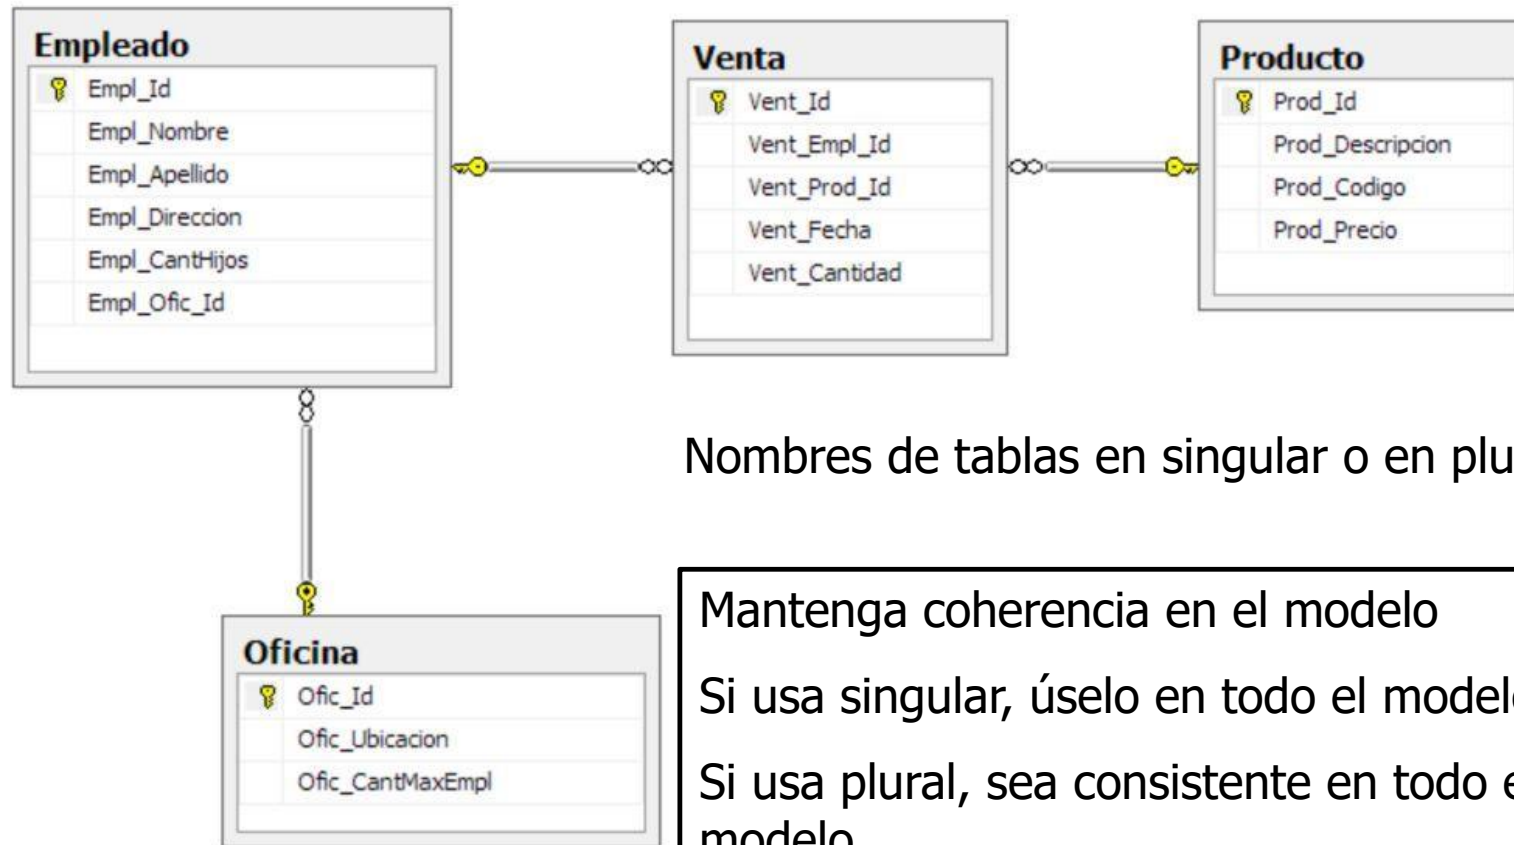 Empleado
Empl_Id
Empl_Nombre
Empl_Apellido
Empl_Direccion
Empl_CantHijos
Empl_Ofic_Id
Venta
Vent_Id
Vent_Empl_Id
Vent_Prod_Id
Vent_Fecha
Vent_Cantidad
Producto
Prod_Id
Prod_Descripcion
Prod_Codigo
Prod_Precio
Nombres de tablas en singular o en plu
Oficina
Ofic_Id
Ofic_Ubicacion
Ofic_CantMaxEmpl
Mantenga coherencia en el modelo
Si usa singular, úselo en todo el model
Si usa plural, sea consistente en todo e
modelo